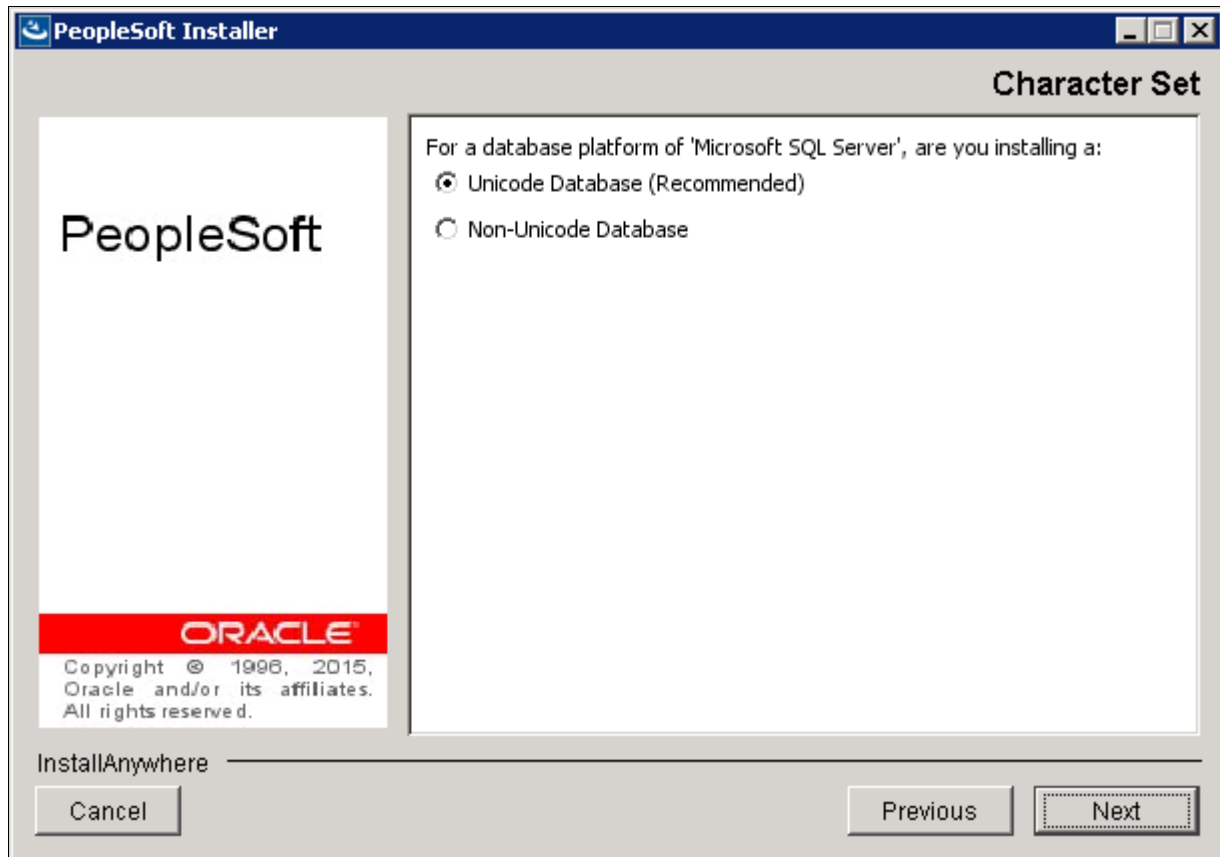 PeopleSoft Installer
Character Set
PeopleSoft
ORACLE
Copyright © 1996, 2015,
Oracle and/or its affiliates.
All rights reserved.
For a database platform of 'Microsoft SQL Server', are you installing a:
Unicode Database (Recommended)
Non-Unicode Database
InstallAnywhere
Cancel
Previous
Next